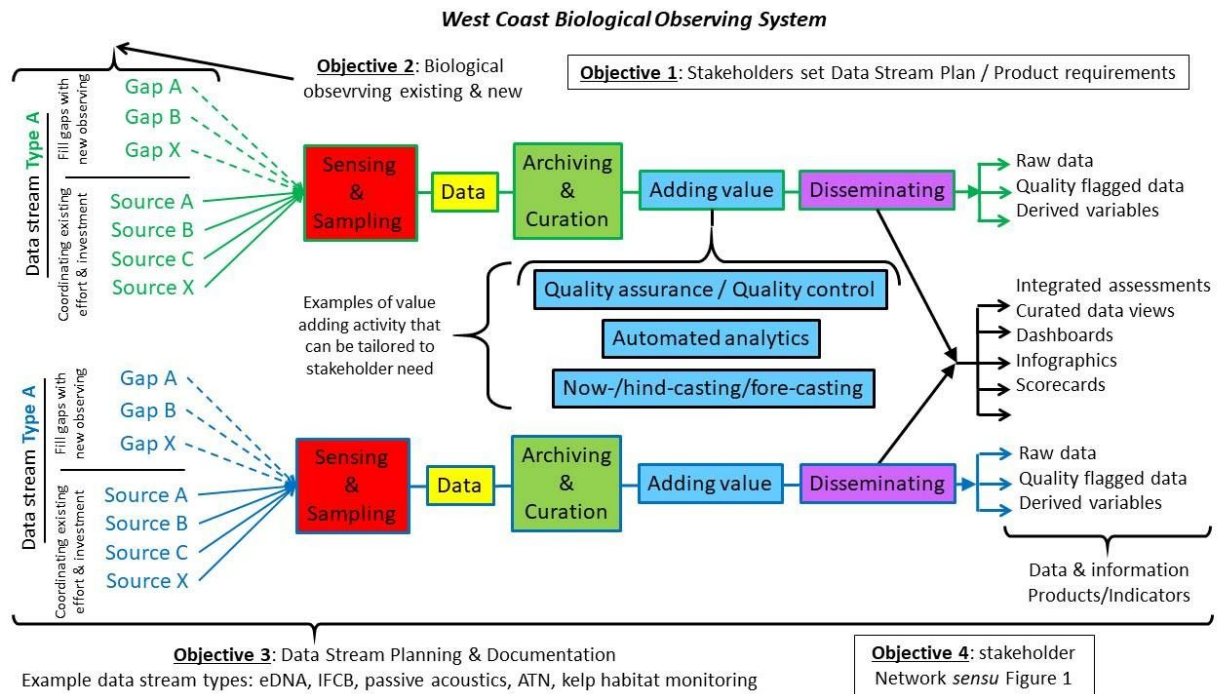 West Coast Biological Observing System
Objective 2: Biological
obsevrving existing & new
Objective 1: Stakeholders set Data Stream Plan / Product requirements
Data stream Type A
Fill gaps with
new observing
Gap A
Gap B
Gap X
Coordinating existing
effort & investment
Source A
Source B
Source C
Source X
Sensing
&
Sampling
Data
Archiving
&
Curation
Adding value
Disseminating
Raw data
Quality flagged data
Derived variables
Examples of value
adding activity that
can be tailored to
stakeholder need
Quality assurance / Quality control
Automated analytics
Now-/hind-casting/fore-casting
Integrated assessments
Curated data views
Dashboards
Infographics
Scorecards
Data stream Type A
Fill gaps with
new observing
Gap A
Gap B
Gap X
Coordinating existing
effort & investment
Source A
Source B
Source C
Source X
Sensing
&
Sampling
Data
Archiving
&
Curation
Adding value
Disseminating
Raw data
Quality flagged data
Derived variables
Data & information
Products/Indicators
Objective 3: Data Stream Planning & Documentation
Example data stream types: eDNA, IFCB, passive acoustics, ATN, kelp habitat monitoring
Objective 4: stakeholder
Network sensu Figure 1